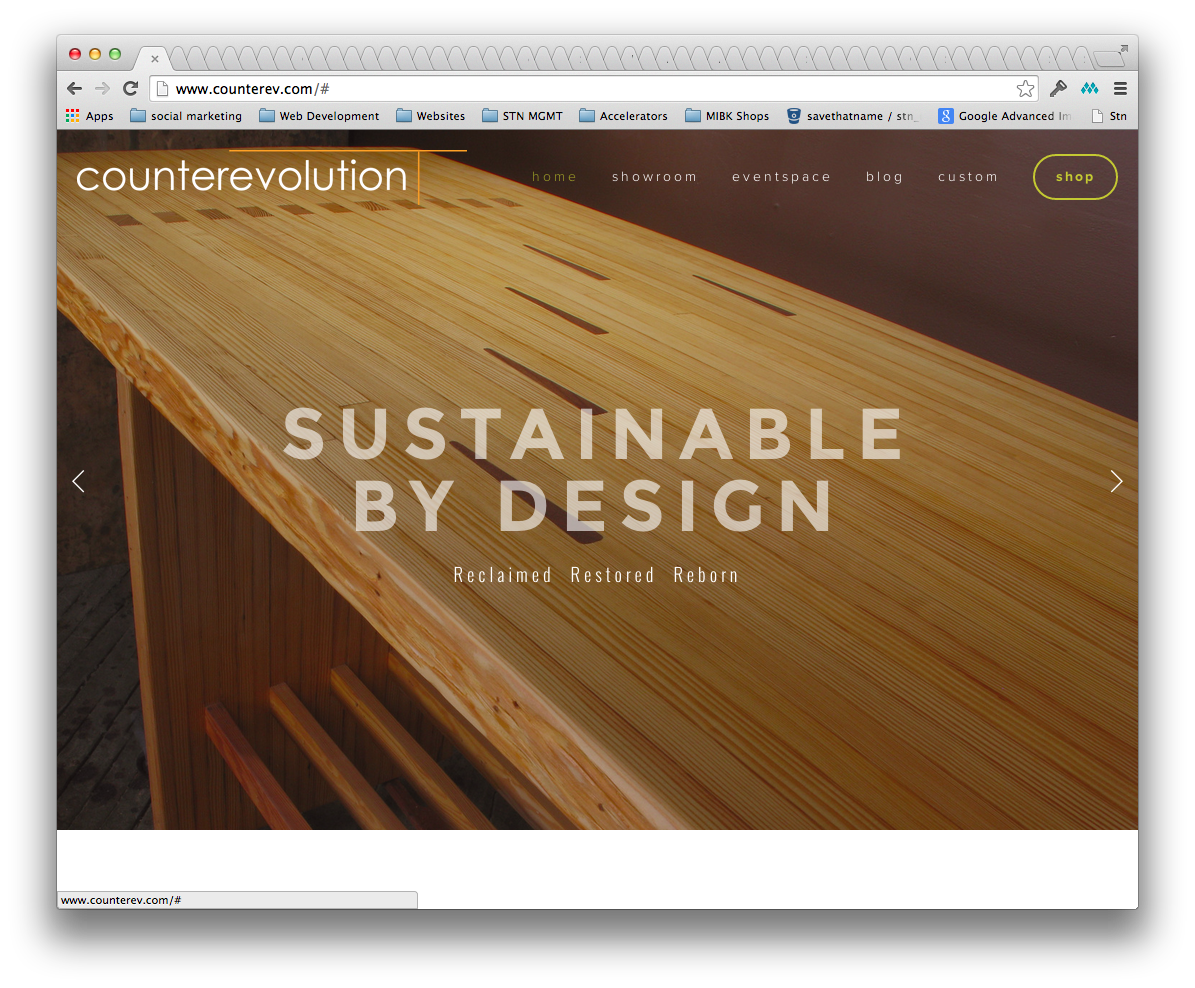 www.counterev.com/#
Apps social marketing Web Development Websites STN MGMT Accelerators MIBK Shops savethatname / stn_ Google Advanced Im Stn
counterevolution
home showroom eventspace blog custom shop
SUSTAINABLE
BY DESIGN
Reclaimed Restored Reborn
www.counterev.com/#